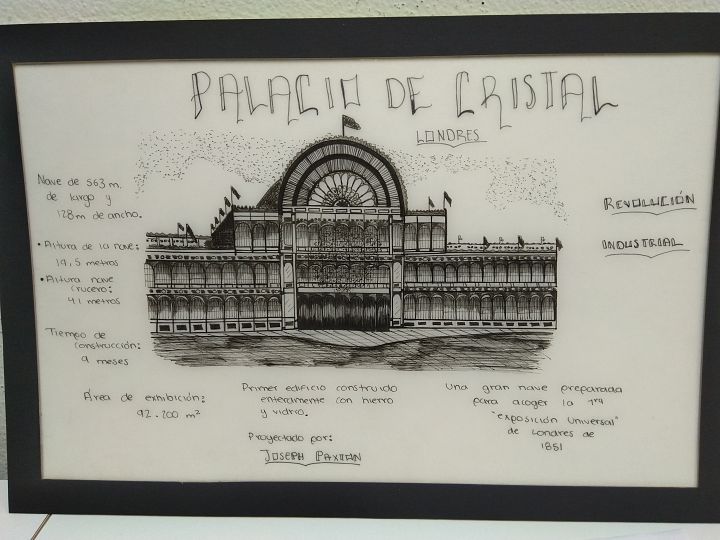 PALACIO DE CRISTAL
LONDRES
Nave de 563 m.
de largo y
128 m de ancho.
• Altura de la nave:
19,5 metros
• Altura nave
crucero:
41 metros
Tiempo de
construcción:
9 meses
REVOLUCIÓN
INDUSTRIAL
Área de exhibición:
92.200 m²
Primer edificio construido
enteramente con hierro
y vidrio.
Proyectado por:
JOSEPH PAXTON
Una gran nave preparada
para acoger la 1ra
"exposición Universal"
de Londres de
1851